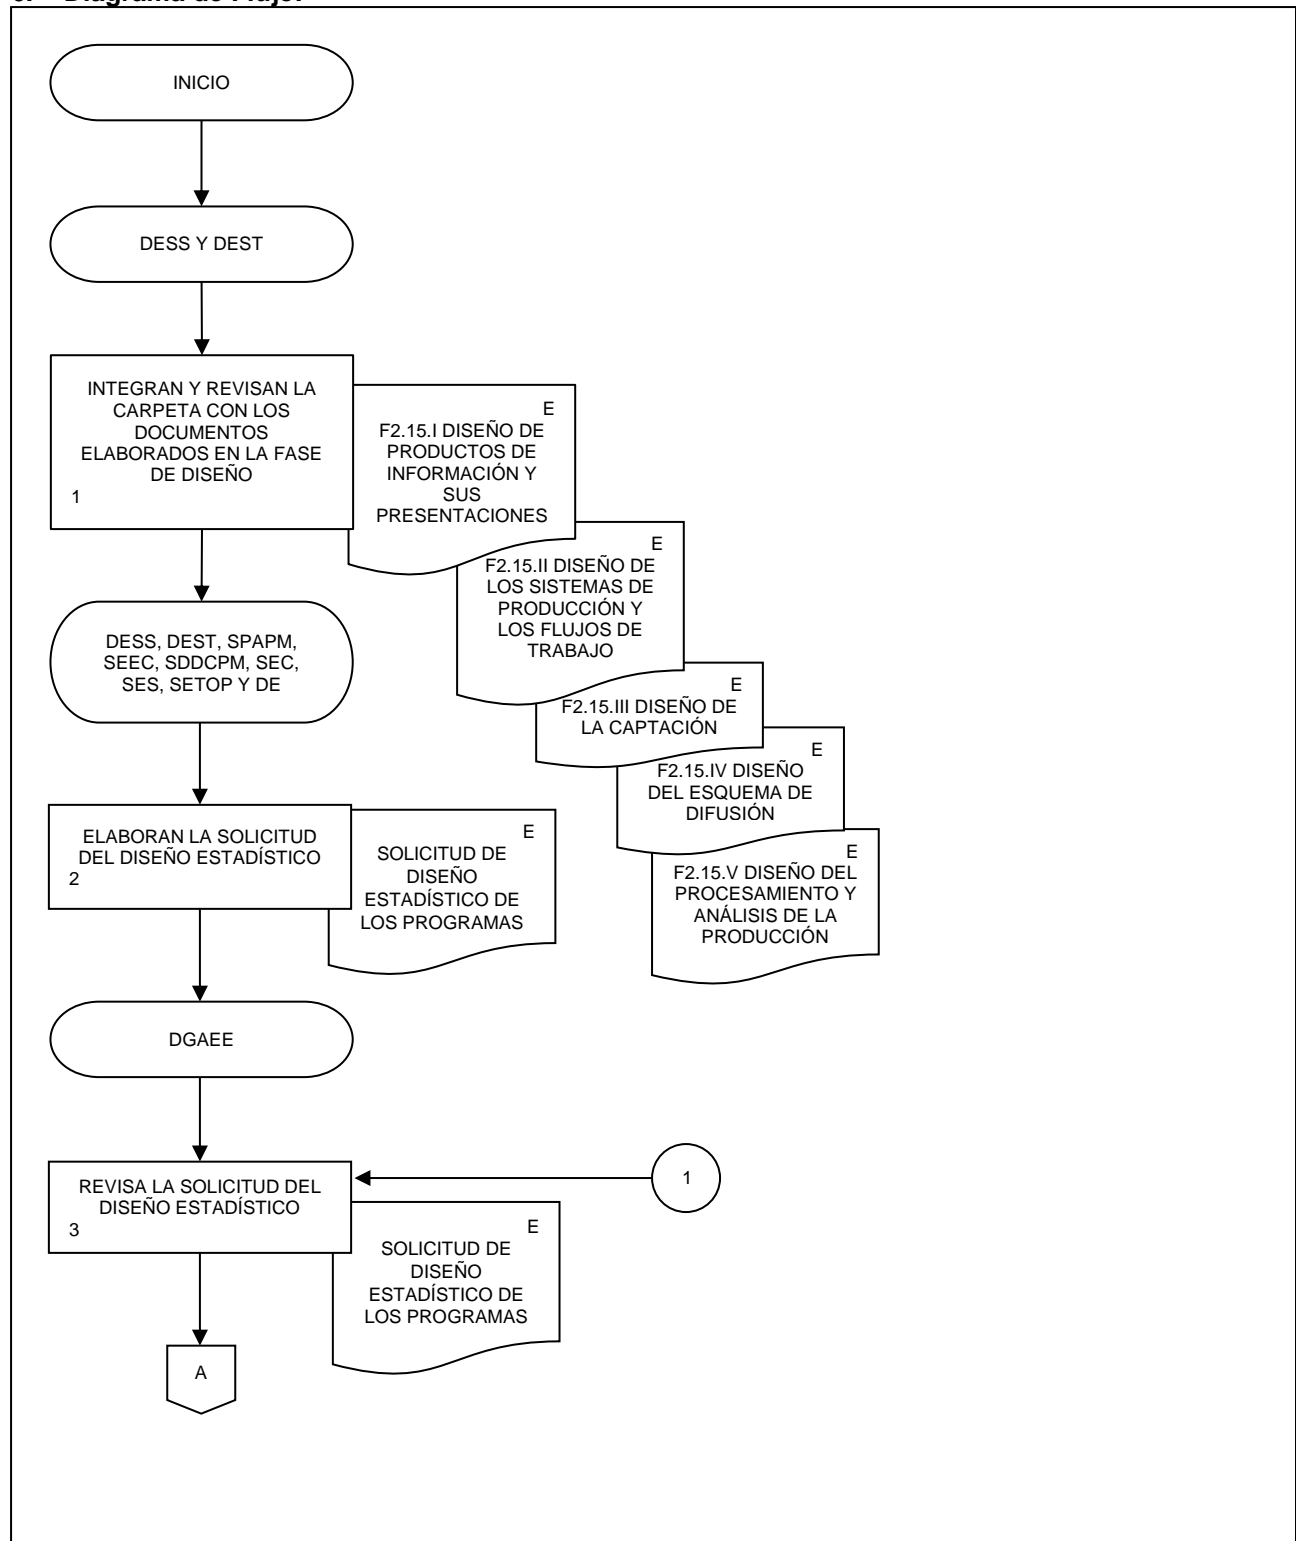 Diagrama de Flujo.
INICIO
DESS Y DEST
INTEGRAN Y REVISAN LA
CARPETA CON LOS
DOCUMENTOS
ELABORADOS EN LA FASE
DE DISEÑO
1
E
F2.15.I DISEÑO DE
PRODUCTOS DE
INFORMACIÓN Y
SUS
PRESENTACIONES
E
F2.15.II DISEÑO DE
LOS SISTEMAS DE
PRODUCCIÓN Y
LOS FLUJOS DE
TRABAJO
DESS, DEST, SPAPM,
SEEC, SDDCPM, SEC,
SES, SETOP Y DE
E
F2.15.III DISEÑO DE
LA CAPTACIÓN
E
F2.15.IV DISEÑO
DEL ESQUEMA DE
DIFUSIÓN
E
F2.15.V DISEÑO DEL
PROCESAMIENTO Y
ANÁLISIS DE LA
PRODUCCIÓN
ELABORAN LA SOLICITUD
DEL DISEÑO ESTADÍSTICO
2
E
SOLICITUD DE
DISEÑO
ESTADÍSTICO DE
LOS PROGRAMAS
DGAEE
1
REVISA LA SOLICITUD DEL
DISEÑO ESTADÍSTICO
3
E
SOLICITUD DE
DISEÑO
ESTADÍSTICO DE
LOS PROGRAMAS
A